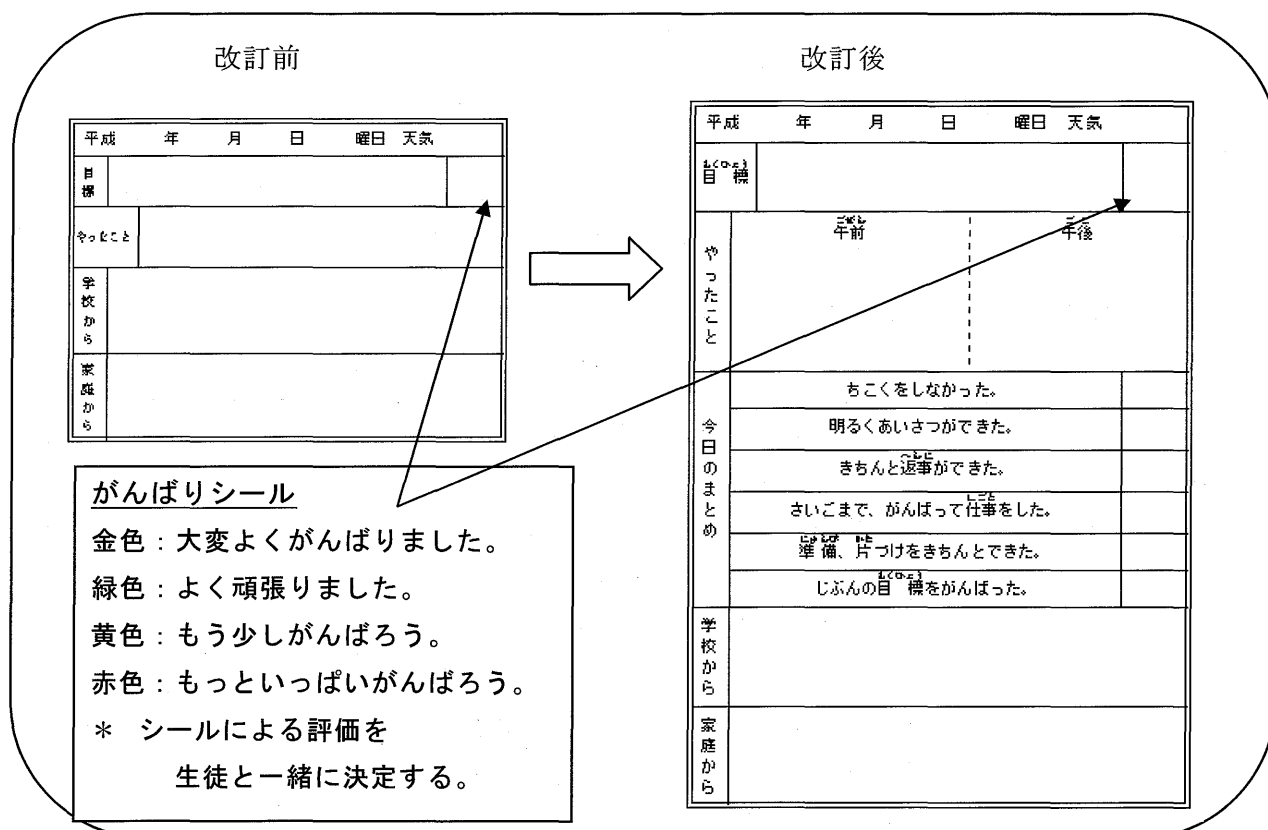 改訂前
平成 年 月 日 曜日 天気
目標
やったこと
学校から
家庭から
がんばりシール
金色：大変よくがんばりました。
緑色：よく頑張りました。
黄色：もう少しがんばろう。
赤色：もっといっぱいがんばろう。
＊ シールによる評価を
生徒と一緒に決定する。
改訂後
平成 年 月 日 曜日 天気
もくひょう
目標
やったこと
ごぜん
午前
ごご
午後
今日のまとめ
ちこくをしなかった。
明るくあいさつができた。
へんじ
きちんと返事ができた。
しごと
さいごまで、がんばって仕事をした。
じゅんび かた
準備、片づけをきちんとできた。
もくひょう
じぶんの目標をがんばった。
学校から
家庭から